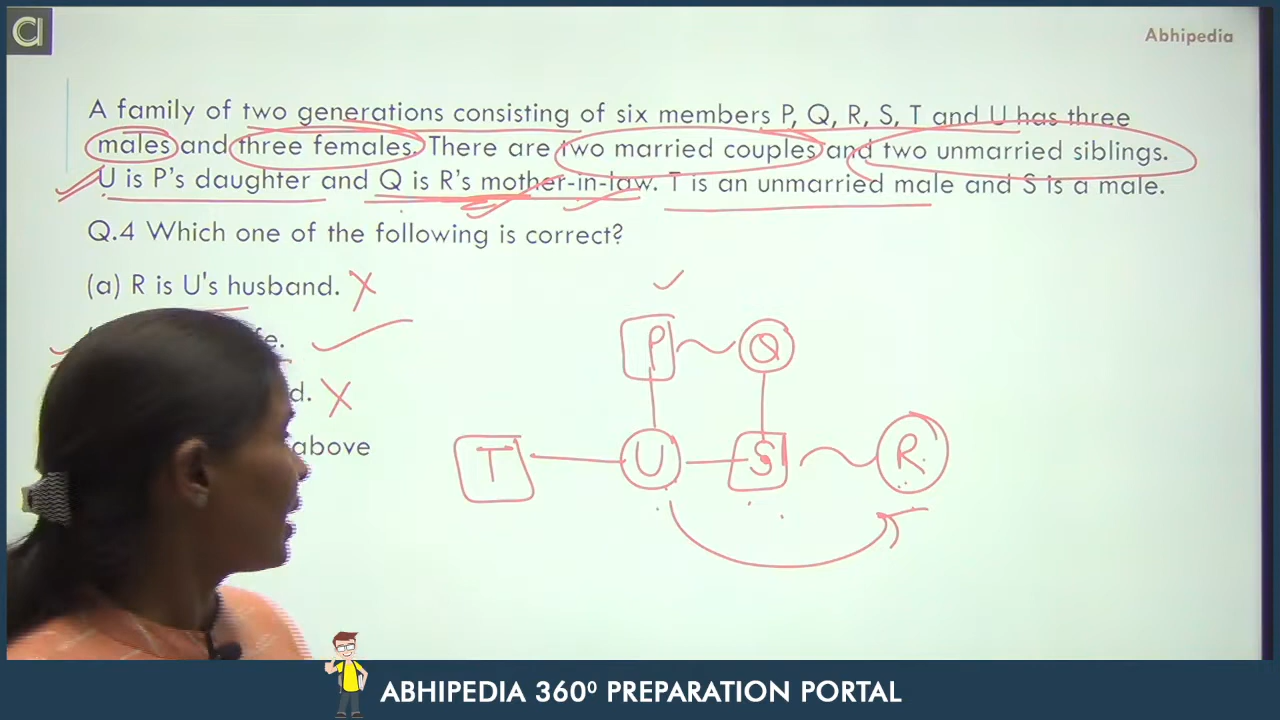 Abhipedia
A family of two generations consisting of six members P, Q, R, S, T and U has three
males and three females. There are two married couples and two unmarried siblings.
U is P's daughter and Q is R's mother-in-law. T is an unmarried male and S is a male.
Q.4 Which one of the following is correct?
(a) R is U's husband.
above
P Q
T U S R
ABHIPEDIA 360⁰ PREPARATION PORTAL